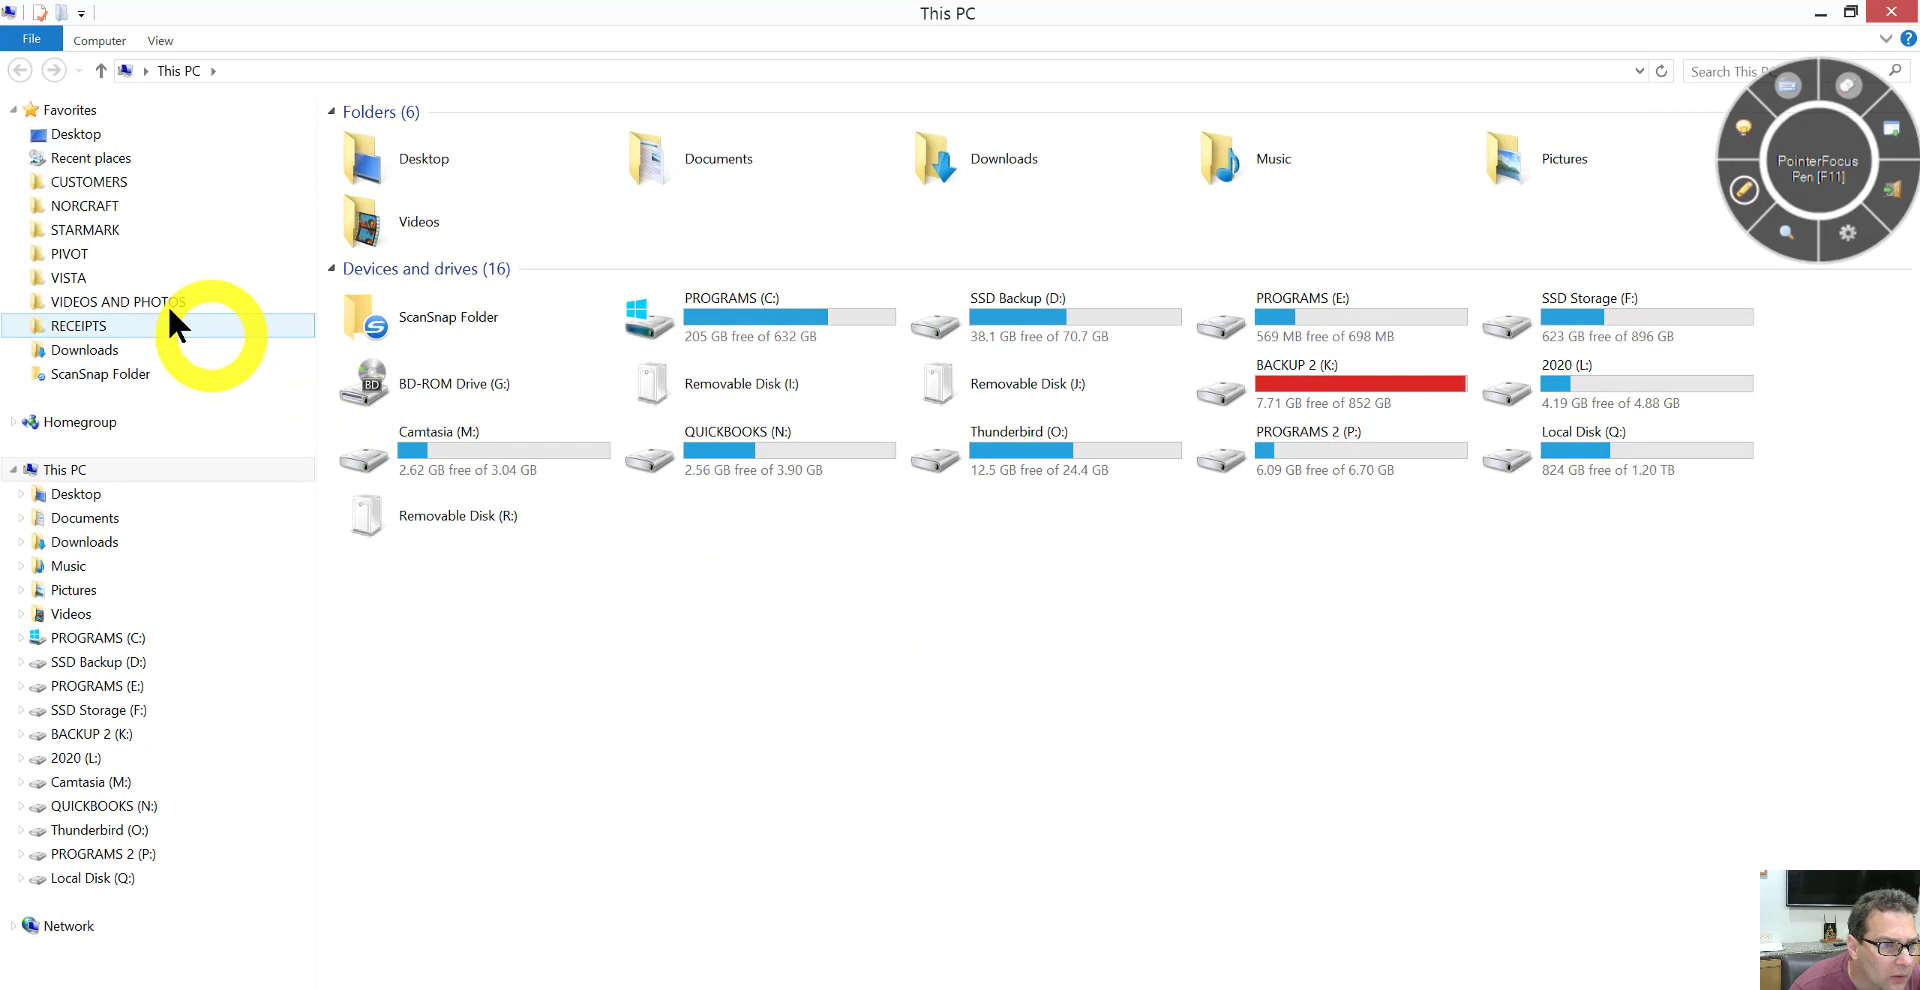 This PC
File
Computer
View
This PC
Search This PC
Favorites
Desktop
Recent places
CUSTOMERS
NORCRAFT
STARMARK
PIVOT
VISTA
VIDEOS AND PHOTOS
RECEIPTS
Downloads
ScanSnap Folder
Homegroup
This PC
Desktop
Documents
Downloads
Music
Pictures
Videos
PROGRAMS (C:)
SSD Backup (D:)
PROGRAMS (E:)
SSD Storage (F:)
BACKUP 2 (K:)
2020 (L:)
Camtasia (M:)
QUICKBOOKS (N:)
Thunderbird (O:)
PROGRAMS 2 (P:)
Local Disk (Q:)
Network
Folders (6)
Desktop
Documents
Downloads
Music
Pictures
Videos
Devices and drives (16)
ScanSnap Folder
PROGRAMS (C:)
205 GB free of 632 GB
SSD Backup (D:)
38.1 GB free of 70.7 GB
PROGRAMS (E:)
569 MB free of 698 MB
SSD Storage (F:)
623 GB free of 896 GB
BD
BD-ROM Drive (G:)
Removable Disk (I:)
Removable Disk (J:)
BACKUP 2 (K:)
7.71 GB free of 852 GB
2020 (L:)
4.19 GB free of 4.88 GB
Camtasia (M:)
2.62 GB free of 3.04 GB
QUICKBOOKS (N:)
2.56 GB free of 3.90 GB
Thunderbird (O:)
12.5 GB free of 24.4 GB
PROGRAMS 2 (P:)
6.09 GB free of 6.70 GB
Local Disk (Q:)
824 GB free of 1.20 TB
Removable Disk (R:)
PointerFocus
Pen [F11]